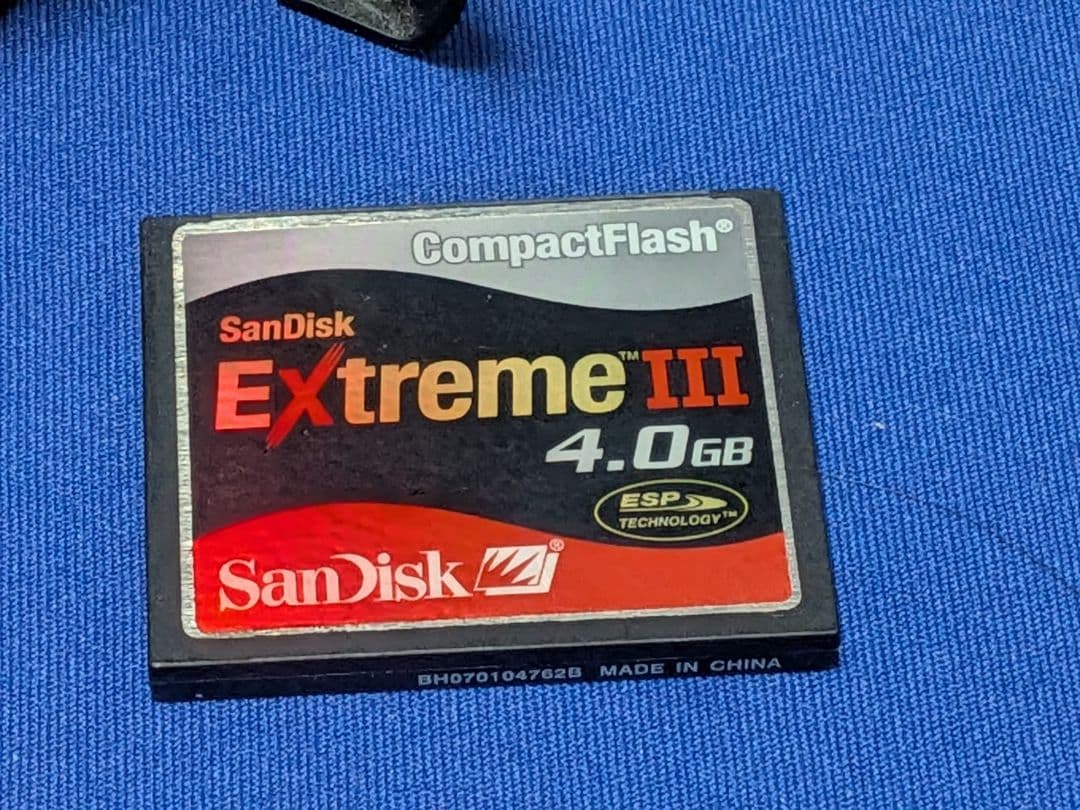 CompactFlash®
SanDisk
Extreme™ III
4.0GB
ESP
TECHNOLOGY™
SanDisk®
BH070104762B MADE IN CHINA